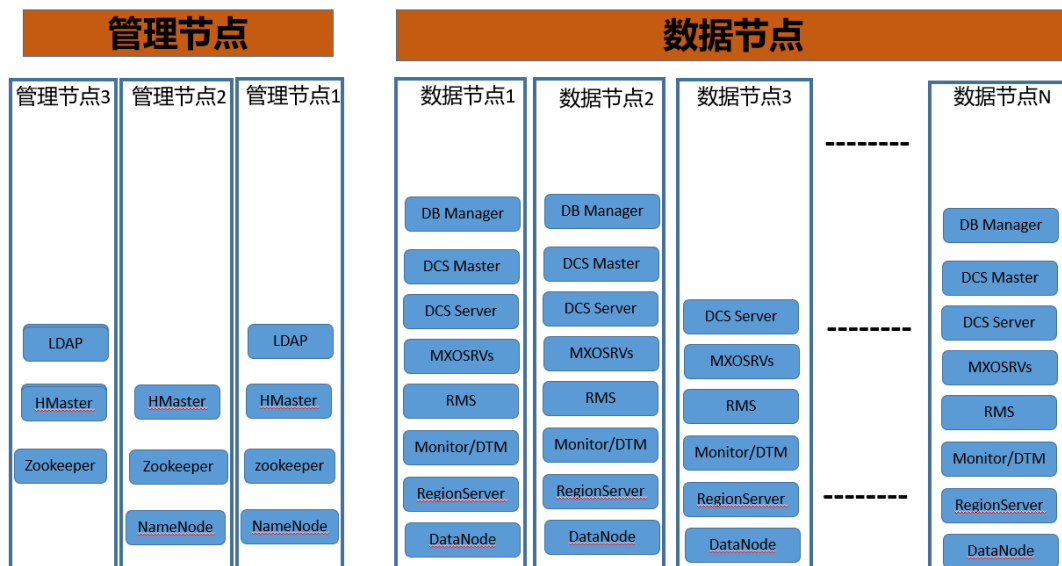 管理节点
数据节点
管理节点3
LDAP
HMaster
Zookeeper
管理节点2
HMaster
Zookeeper
NameNode
管理节点1
LDAP
HMaster
zookeeper
NameNode
数据节点1
DB Manager
DCS Master
DCS Server
MXOSRVs
RMS
Monitor/DTM
RegionServer
DataNode
数据节点2
DB Manager
DCS Master
DCS Server
MXOSRVs
RMS
Monitor/DTM
RegionServer
DataNode
数据节点3
DCS Server
MXOSRVs
RMS
Monitor/DTM
RegionServer
DataNode
--------
--------
--------
数据节点N
DB Manager
DCS Master
DCS Server
MXOSRVs
RMS
Monitor/DTM
RegionServer
DataNode